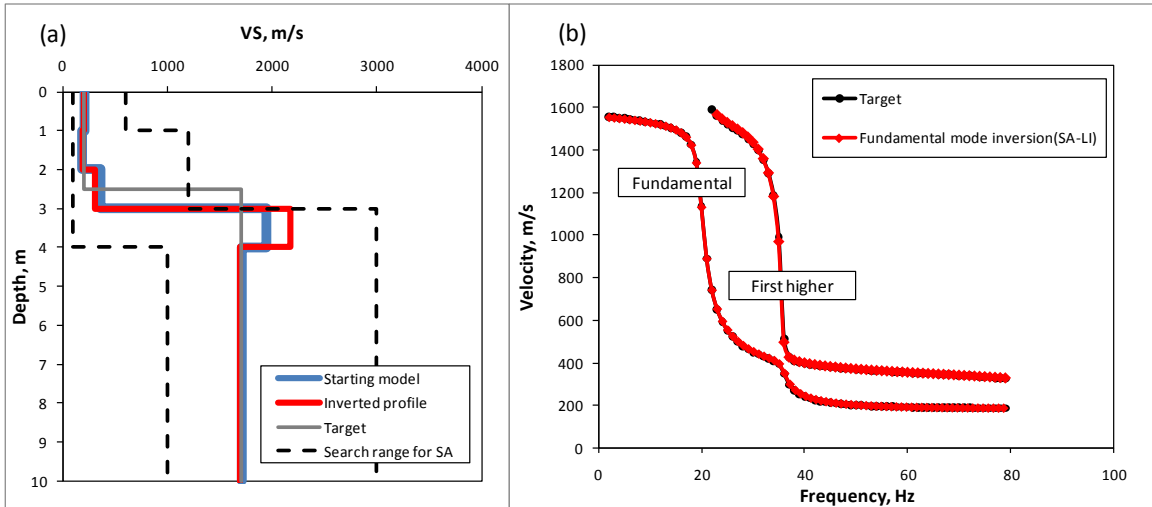 (a)
VS, m/s
0 1000 2000 3000 4000
0
1
2
3
4
5
6
7
8
9
10
Depth, m
Starting model
Inverted profile
Target
Search range for SA
(b)
1800
1600
1400
1200
1000
800
600
400
200
0
Velocity, m/s
Target
Fundamental mode inversion(SA-LI)
Fundamental
First higher
0 20 40 60 80 100
Frequency, Hz